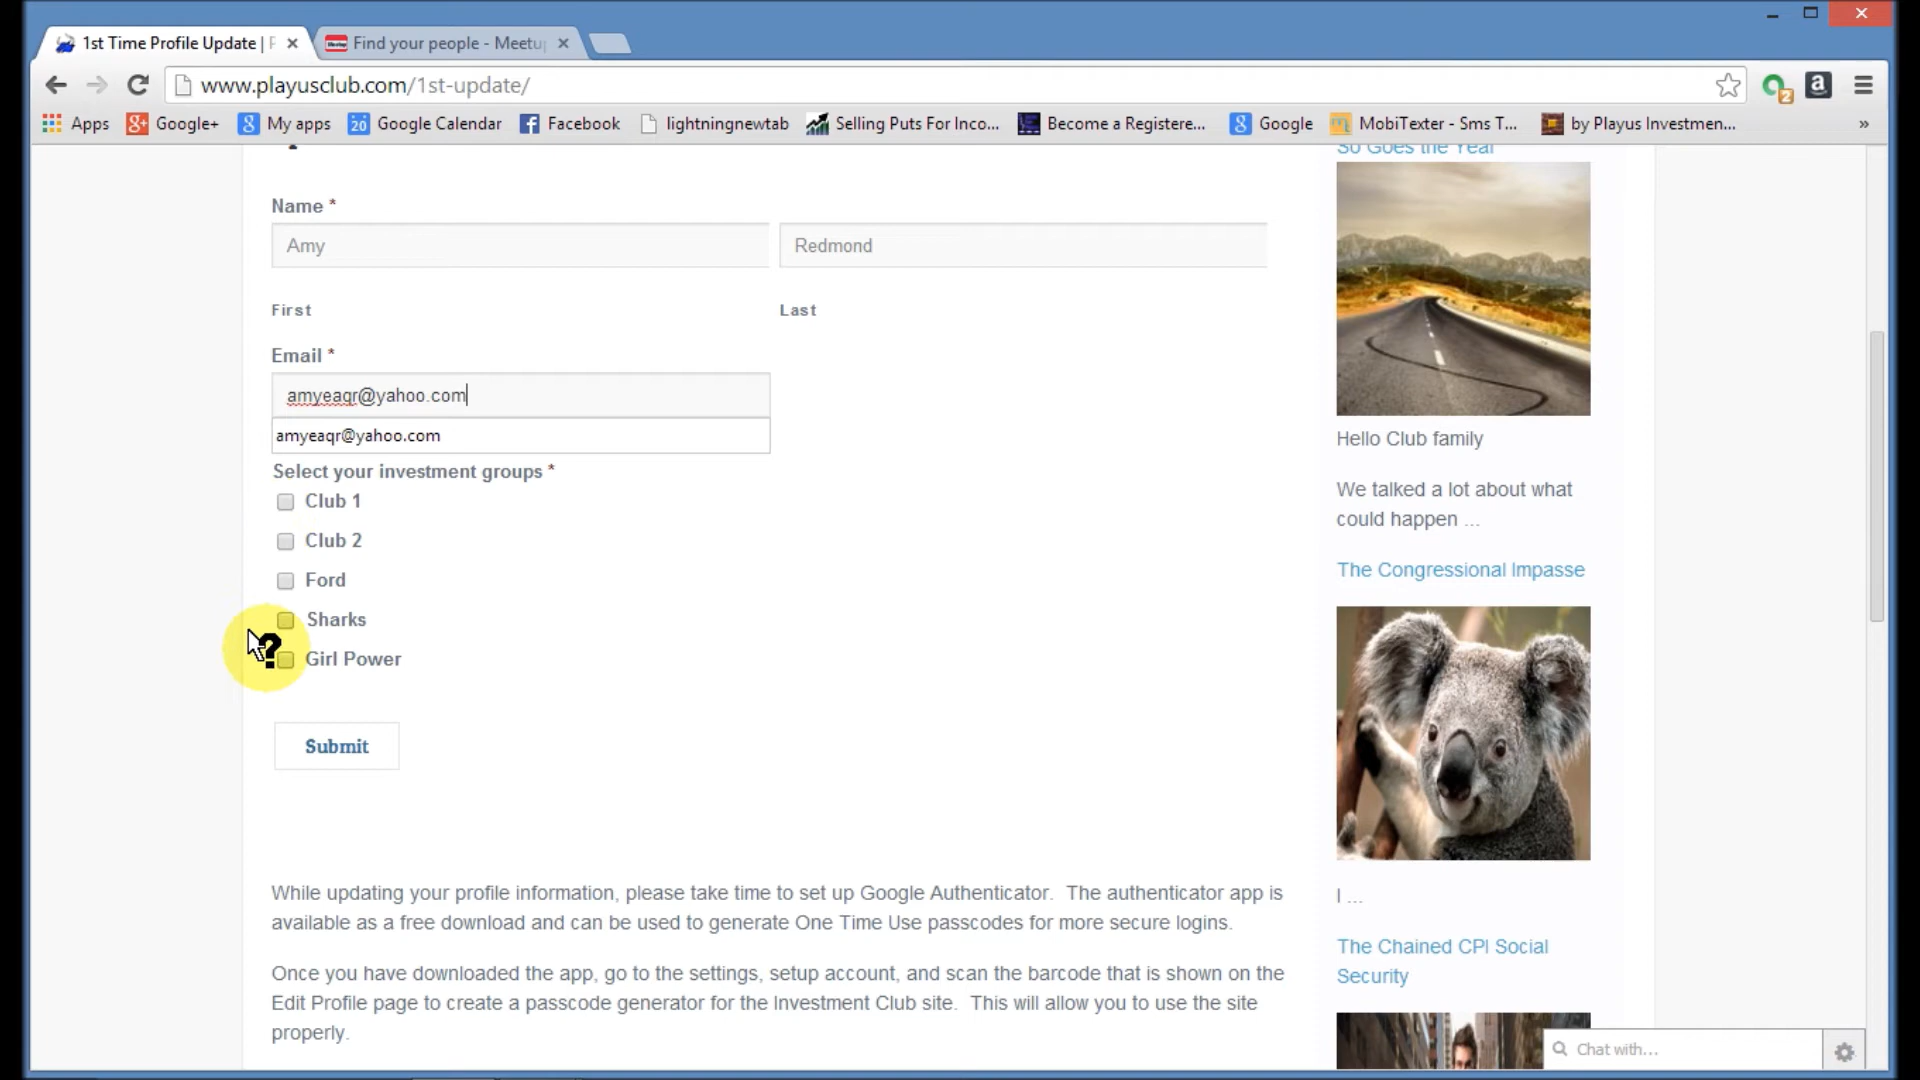 1st Time Profile Update | P
Find your people - Meetu
www.playusclub.com/1st-update/
2
a
Apps
Google+
My apps
20
Google Calendar
Facebook
lightningnewtab
Selling Puts For Inco...
Become a Registere...
Google
MobiTexter - Sms T...
by Playus Investmen...
»
Name *
Amy
Redmond
First
Last
Email *
amyeaqr@yahoo.com
amyeaqr@yahoo.com
Select your investment groups *
Club 1
Club 2
Ford
Sharks
Girl Power
Submit
While updating your profile information, please take time to set up Google Authenticator. The authenticator app is
available as a free download and can be used to generate One Time Use passcodes for more secure logins.
Once you have downloaded the app, go to the settings, setup account, and scan the barcode that is shown on the
Edit Profile page to create a passcode generator for the Investment Club site. This will allow you to use the site
properly.
So Goes the Year
Hello Club family
We talked a lot about what
could happen ...
The Congressional Impasse
I ...
The Chained CPI Social
Security
Chat with...